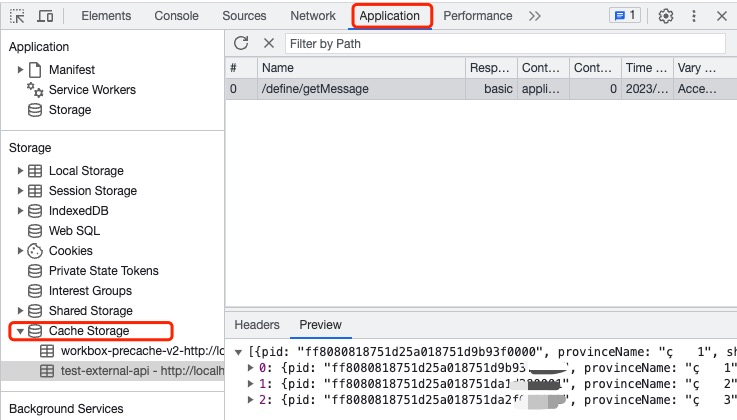 Elements Console Sources Network Application Performance 1
Application
Manifest
Service Workers
Storage
Storage
Local Storage
Session Storage
IndexedDB
Web SQL
Cookies
Private State Tokens
Interest Groups
Shared Storage
Cache Storage
workbox-precache-v2-http://lo
test-external-api - http://localh
Background Services
Filter by Path
# Name Resp… Cont… Cont… Time … Vary …
0 /define/getMessage basic appli… 0 2023/… Acce…
Headers Preview
[{pid: "ff8080818751d25a018751d9b93f0000", provinceName: "ç 1", sh
0: {pid: "ff8080818751d25a018751d9b93 provinceName: "ç 1"
1: {pid: "ff8080818751d25a018751da1 provinceName: "ç 2"
2: {pid: "ff8080818751d25a018751da2f provinceName: "ç 3"